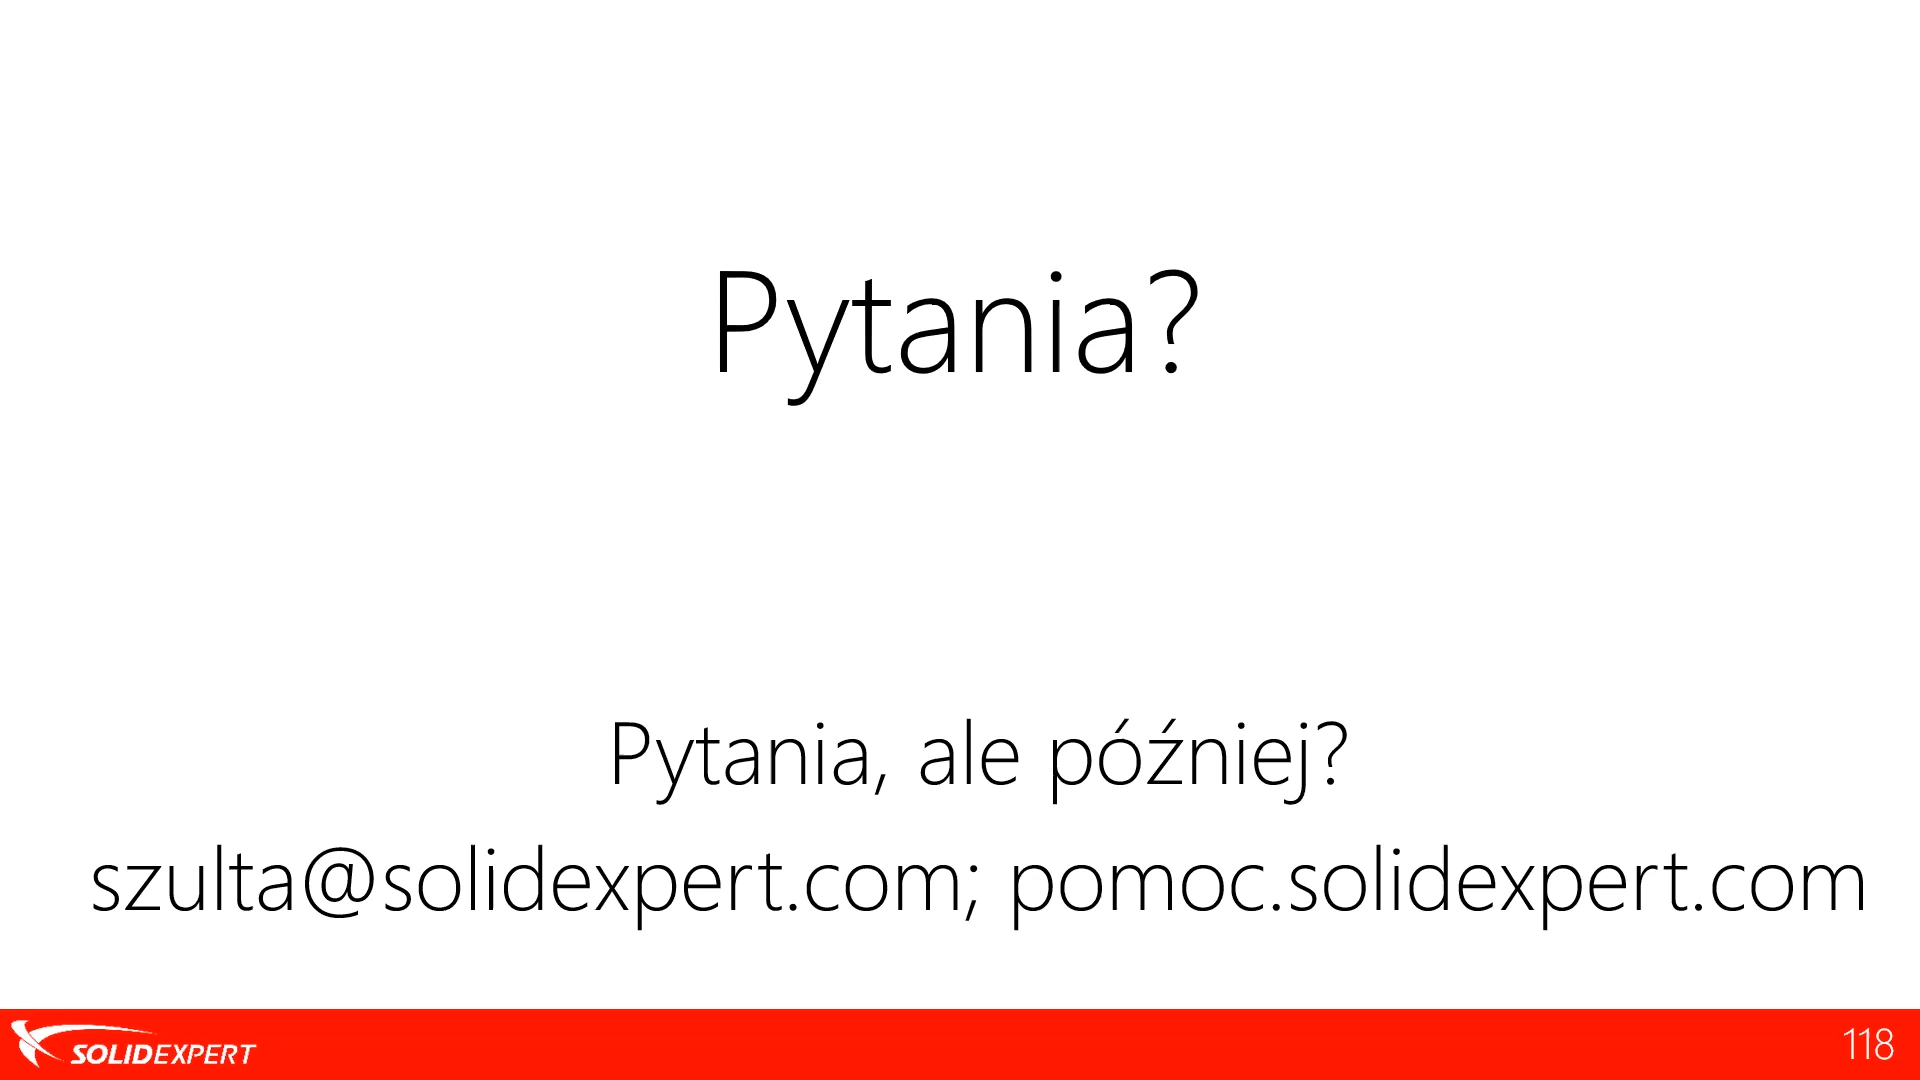 Pytania?
Pytania, ale później?
szulta@solidexpert.com; pomoc.solidexpert.com
SOLIDEXPERT
118